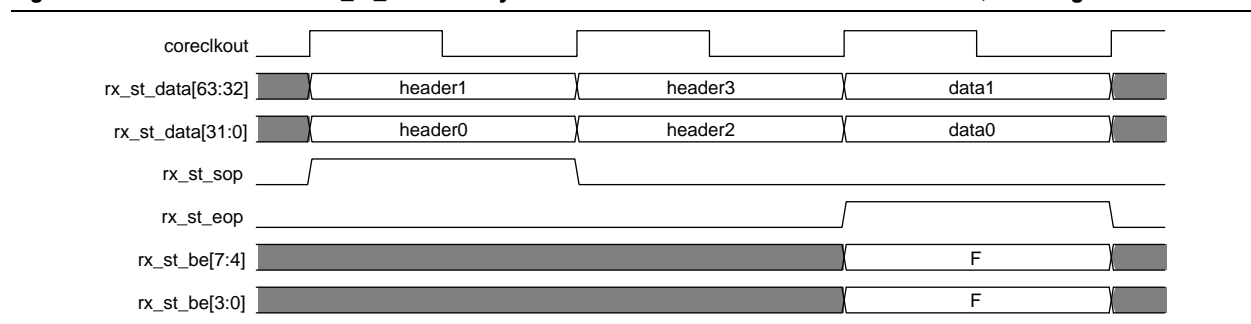 coreclkout
rx_st_data[63:32] header1 header3 data1
rx_st_data[31:0] header0 header2 data0
rx_st_sop
rx_st_eop
rx_st_be[7:4] F
rx_st_be[3:0] F